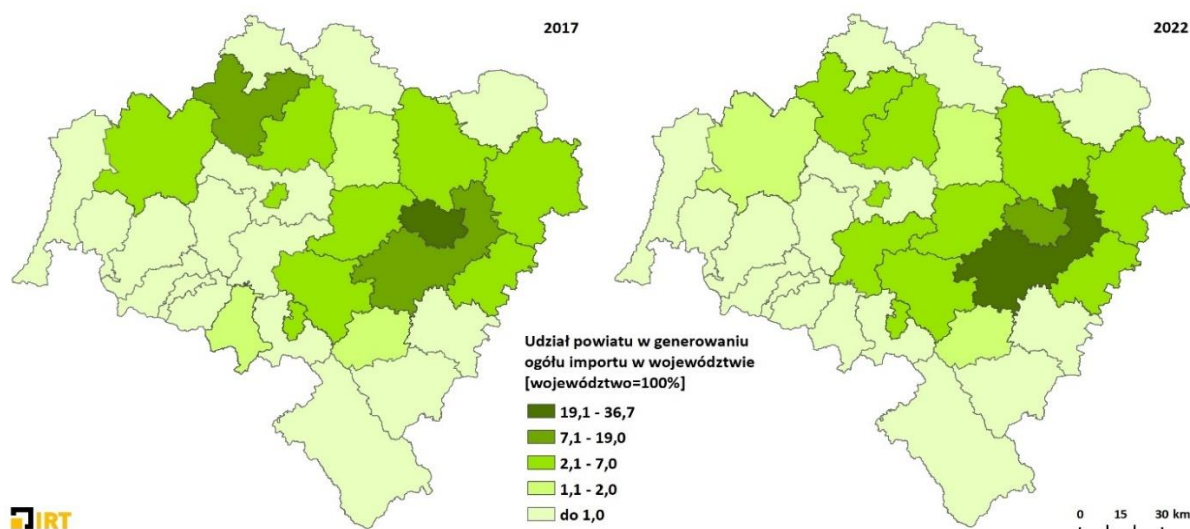 2017
2022
Udział powiatu w generowaniu
ogółu importu w województwie
[województwo=100%]
19,1 - 36,7
7,1 - 19,0
2,1 - 7,0
1,1 - 2,0
do 1,0
IRT
0 15 30 km